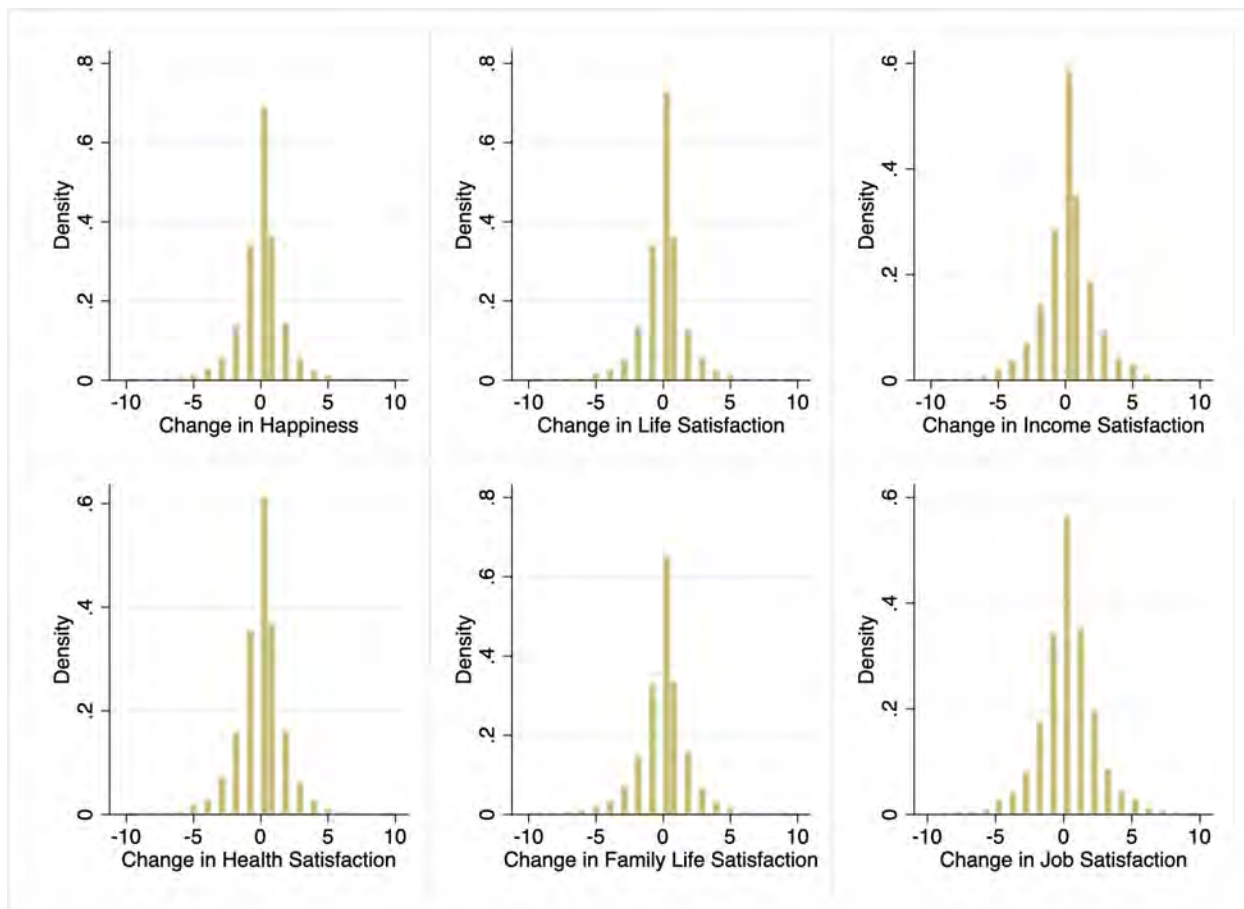 Density
0 .2 .4 .6 .8
-10 -5 0 5 10
Change in Happiness
Density
0 .2 .4 .6 .8
-10 -5 0 5 10
Change in Life Satisfaction
Density
0 .2 .4 .6
-10 -5 0 5 10
Change in Income Satisfaction
Density
0 .2 .4 .6
-10 -5 0 5 10
Change in Health Satisfaction
Density
0 .2 .4 .6 .8
-10 -5 0 5 10
Change in Family Life Satisfaction
Density
0 .2 .4 .6
-10 -5 0 5 10
Change in Job Satisfaction